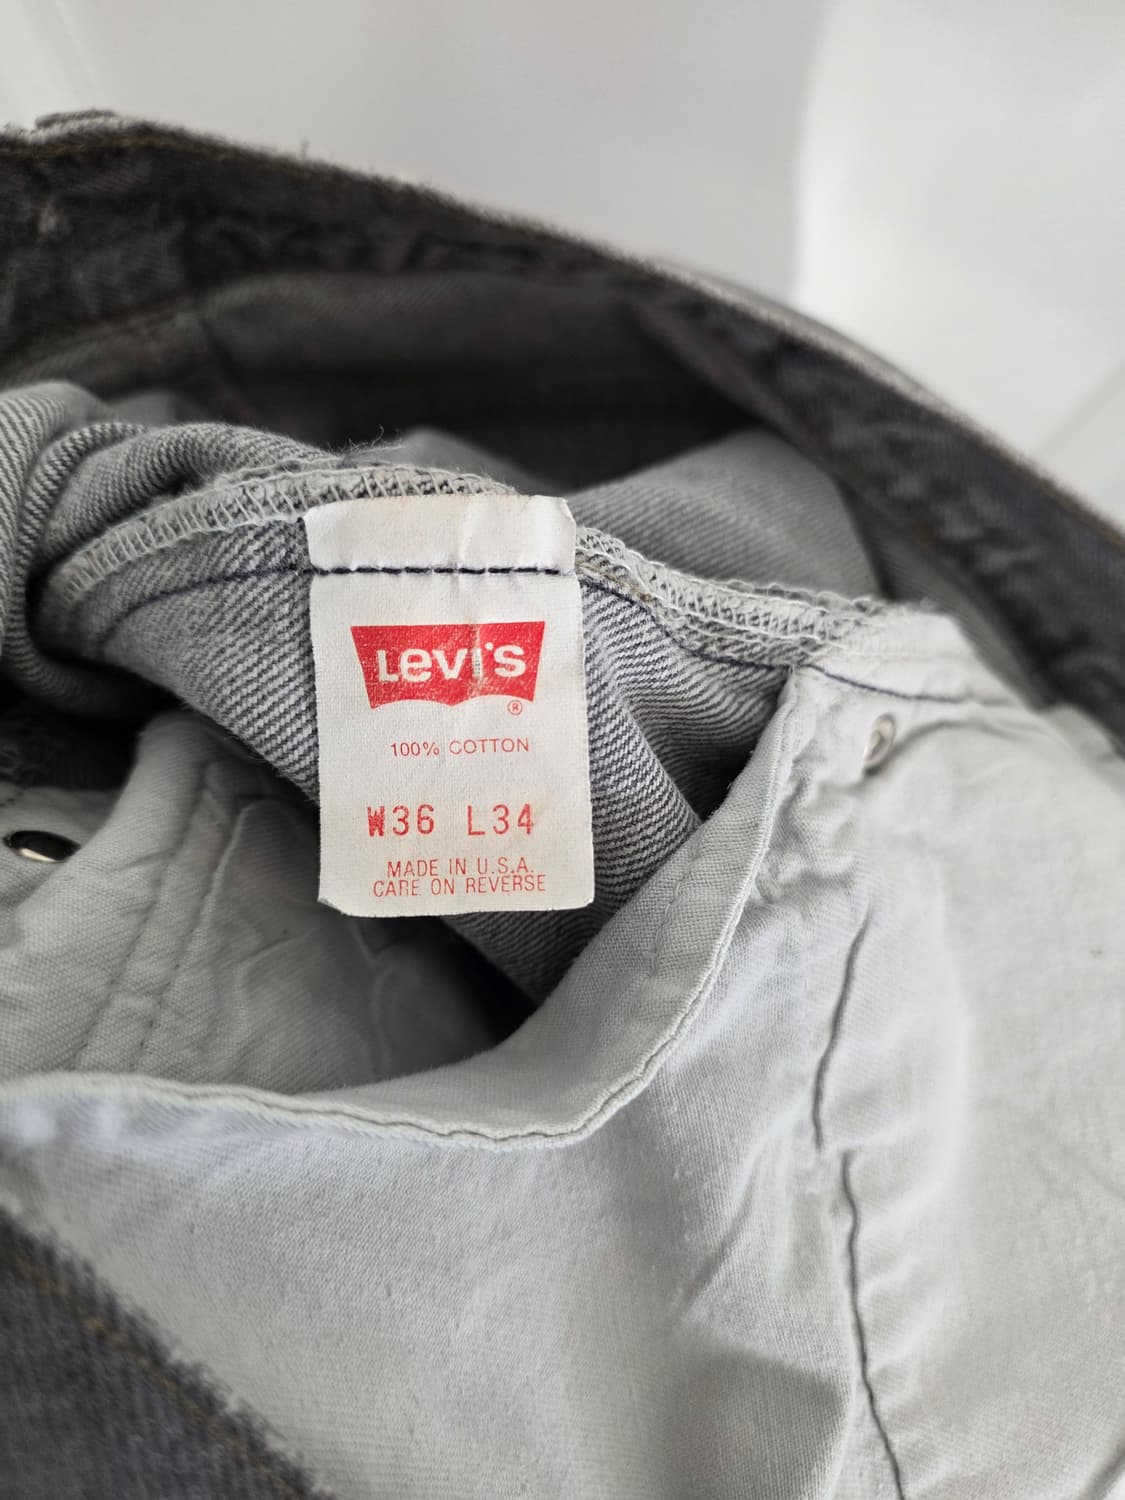 Levi's
®
100% COTTON
W36 L34
MADE IN U.S.A.
CARE ON REVERSE